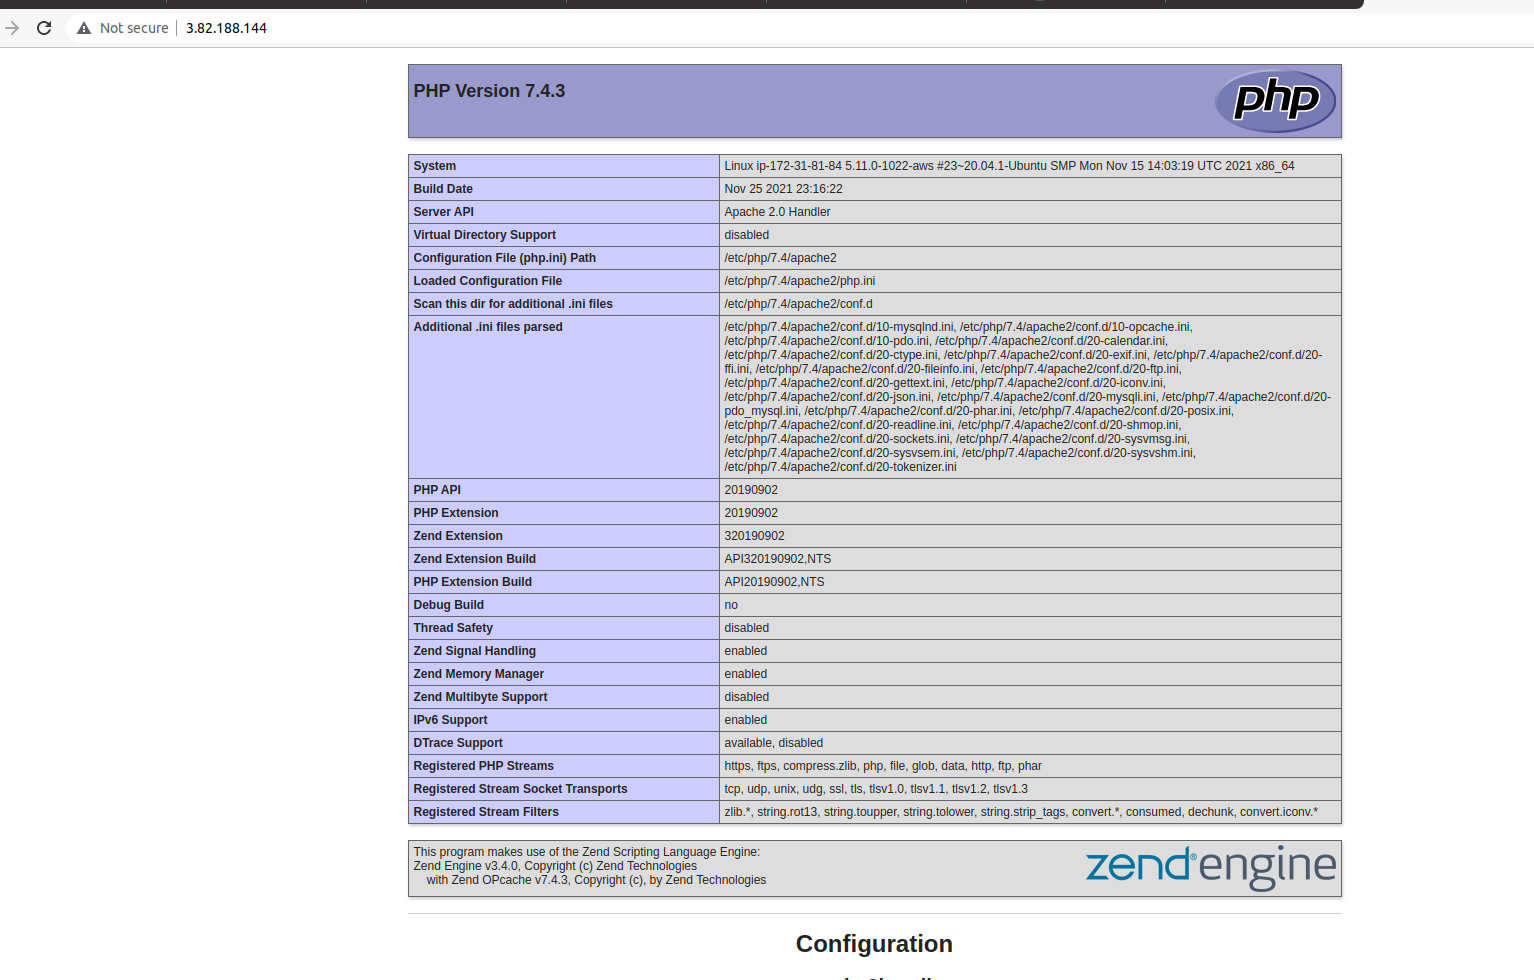 Not secure 3.82.188.144
PHP Version 7.4.3
php
System Linux ip-172-31-81-84 5.11.0-1022-aws #23~20.04.1-Ubuntu SMP Mon Nov 15 14:03:19 UTC 2021 x86_64
Build Date Nov 25 2021 23:16:22
Server API Apache 2.0 Handler
Virtual Directory Support disabled
Configuration File (php.ini) Path /etc/php/7.4/apache2
Loaded Configuration File /etc/php/7.4/apache2/php.ini
Scan this dir for additional .ini files /etc/php/7.4/apache2/conf.d
Additional .ini files parsed /etc/php/7.4/apache2/conf.d/10-mysqlnd.ini, /etc/php/7.4/apache2/conf.d/10-opcache.ini,
/etc/php/7.4/apache2/conf.d/10-pdo.ini, /etc/php/7.4/apache2/conf.d/20-calendar.ini,
/etc/php/7.4/apache2/conf.d/20-ctype.ini, /etc/php/7.4/apache2/conf.d/20-exif.ini, /etc/php/7.4/apache2/conf.d/20-
ffi.ini, /etc/php/7.4/apache2/conf.d/20-fileinfo.ini, /etc/php/7.4/apache2/conf.d/20-ftp.ini,
/etc/php/7.4/apache2/conf.d/20-gettext.ini, /etc/php/7.4/apache2/conf.d/20-iconv.ini,
/etc/php/7.4/apache2/conf.d/20-json.ini, /etc/php/7.4/apache2/conf.d/20-mysqli.ini, /etc/php/7.4/apache2/conf.d/20-
pdo_mysql.ini, /etc/php/7.4/apache2/conf.d/20-phar.ini, /etc/php/7.4/apache2/conf.d/20-posix.ini,
/etc/php/7.4/apache2/conf.d/20-readline.ini, /etc/php/7.4/apache2/conf.d/20-shmop.ini,
/etc/php/7.4/apache2/conf.d/20-sockets.ini, /etc/php/7.4/apache2/conf.d/20-sysvmsg.ini,
/etc/php/7.4/apache2/conf.d/20-sysvsem.ini, /etc/php/7.4/apache2/conf.d/20-sysvshm.ini,
/etc/php/7.4/apache2/conf.d/20-tokenizer.ini
PHP API 20190902
PHP Extension 20190902
Zend Extension 320190902
Zend Extension Build API320190902,NTS
PHP Extension Build API20190902,NTS
Debug Build no
Thread Safety disabled
Zend Signal Handling enabled
Zend Memory Manager enabled
Zend Multibyte Support disabled
IPv6 Support enabled
DTrace Support available, disabled
Registered PHP Streams https, ftps, compress.zlib, php, file, glob, data, http, ftp, phar
Registered Stream Socket Transports tcp, udp, unix, udg, ssl, tls, tlsv1.0, tlsv1.1, tlsv1.2, tlsv1.3
Registered Stream Filters zlib.*, string.rot13, string.toupper, string.tolower, string.strip_tags, convert.*, consumed, dechunk, convert.iconv.*
This program makes use of the Zend Scripting Language Engine:
Zend Engine v3.4.0, Copyright (c) Zend Technologies
with Zend OPcache v7.4.3, Copyright (c), by Zend Technologies
zend® engine
Configuration